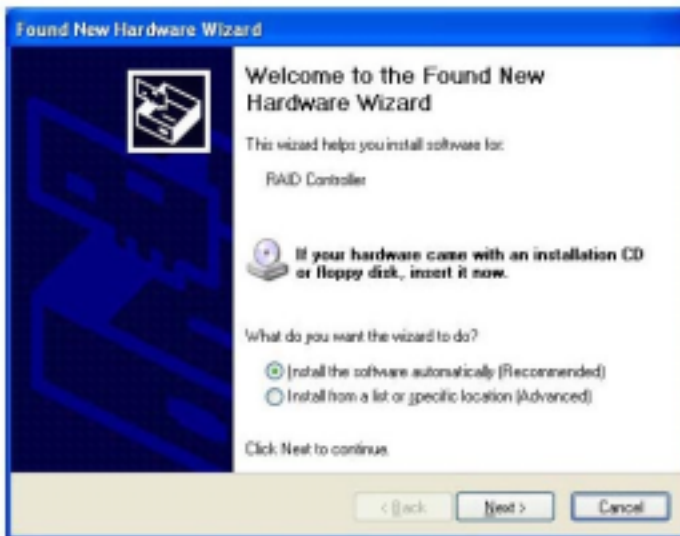 Found New Hardware Wizard
Welcome to the Found New
Hardware Wizard
This wizard helps you install software for:
RAID Controller
If your hardware came with an installation CD
or floppy disk, insert it now.
What do you want the wizard to do?
Install the software automatically (Recommended)
Install from a list or specific location (Advanced)
Click Next to continue.
< Back
Next >
Cancel